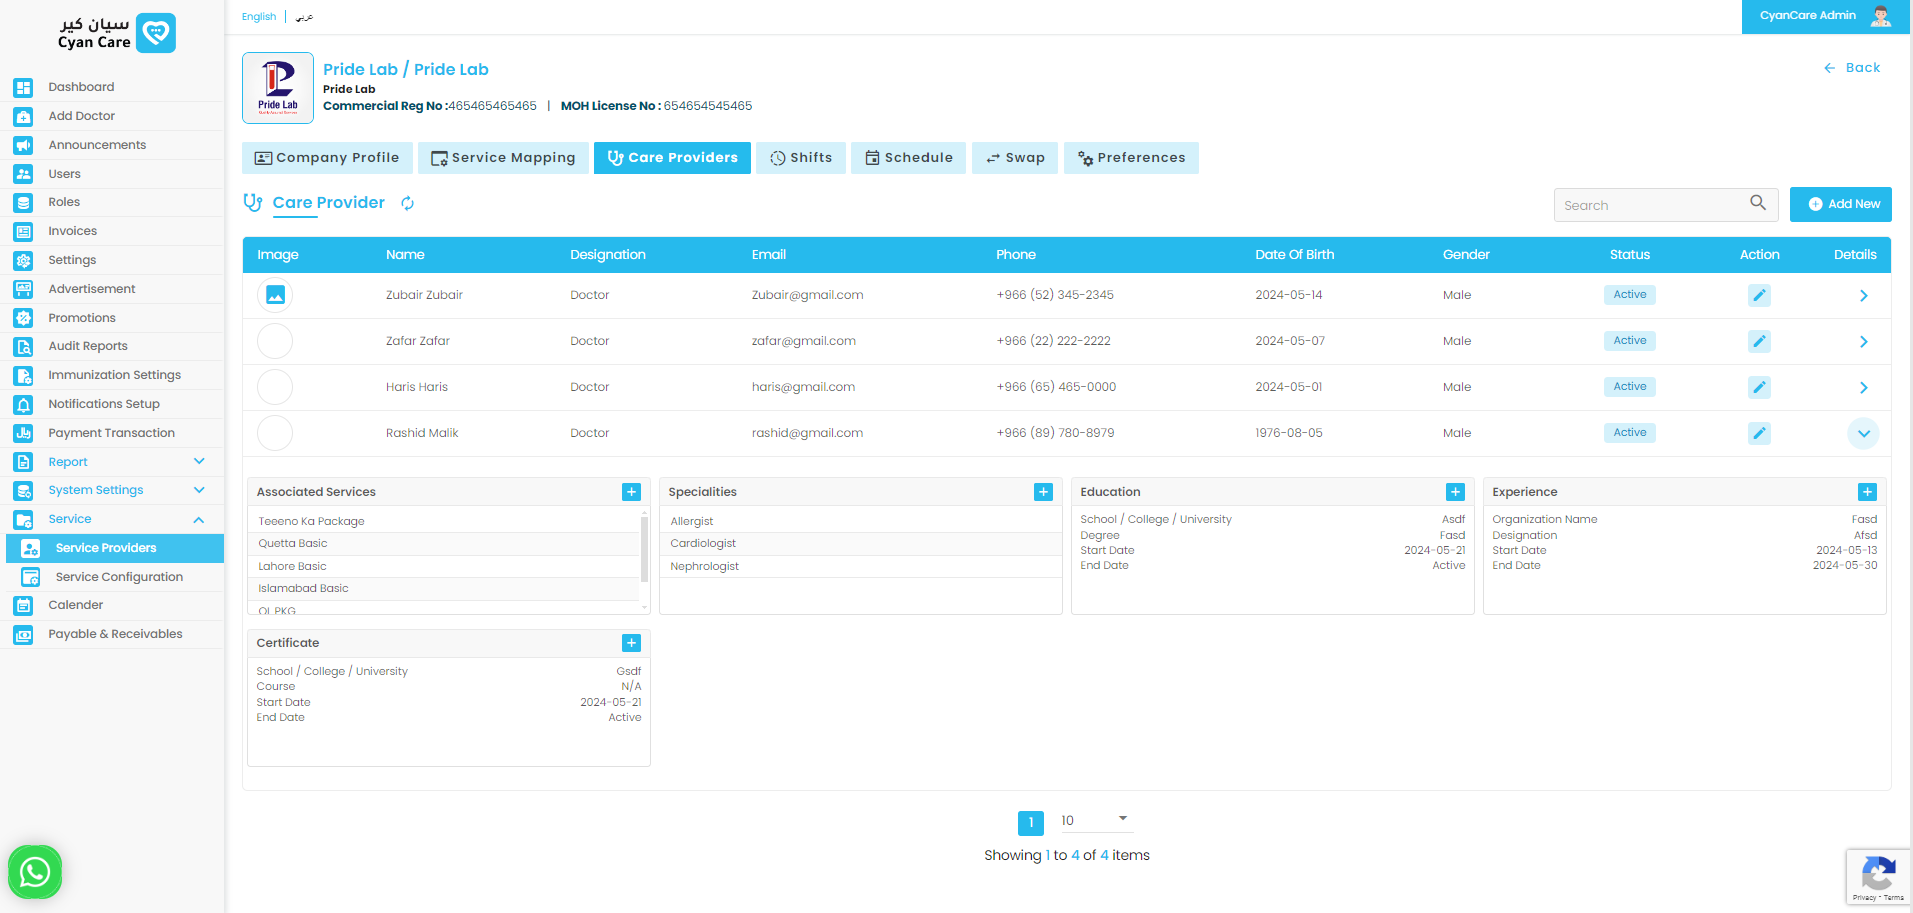 سيان كير
Cyan Care
Dashboard
Add Doctor
Announcements
Users
Roles
Invoices
Settings
Advertisement
Promotions
Audit Reports
Immunization Settings
Notifications Setup
Payment Transaction
Report
System Settings
Service
Service Providers
Service Configuration
Calender
Payable & Receivables
English | عربي
CyanCare Admin
Pride Lab
Pride Lab / Pride Lab
Pride Lab
Commercial Reg No :465465465465 | MOH License No : 654654545465
Back
Company Profile Service Mapping Care Providers Shifts Schedule Swap Preferences
Care Provider
Search
Add New
Image Name Designation Email Phone Date Of Birth Gender Status Action Details
Zubair Zubair Doctor Zubair@gmail.com +966 (52) 345-2345 2024-05-14 Male Active
Zafar Zafar Doctor zafar@gmail.com +966 (22) 222-2222 2024-05-07 Male Active
Haris Haris Doctor haris@gmail.com +966 (65) 465-0000 2024-05-01 Male Active
Rashid Malik Doctor rashid@gmail.com +966 (89) 780-8979 1976-08-05 Male Active
Associated Services
Teeeno Ka Package
Quetta Basic
Lahore Basic
Islamabad Basic
Specialities
Allergist
Cardiologist
Nephrologist
Education
School / College / University Asdf
Degree Fasd
Start Date 2024-05-21
End Date Active
Experience
Organization Name Fasd
Designation Afsd
Start Date 2024-05-13
End Date 2024-05-30
Certificate
School / College / University Gsdf
Course N/A
Start Date 2024-05-21
End Date Active
1 10
Showing 1 to 4 of 4 items
Privacy - Terms